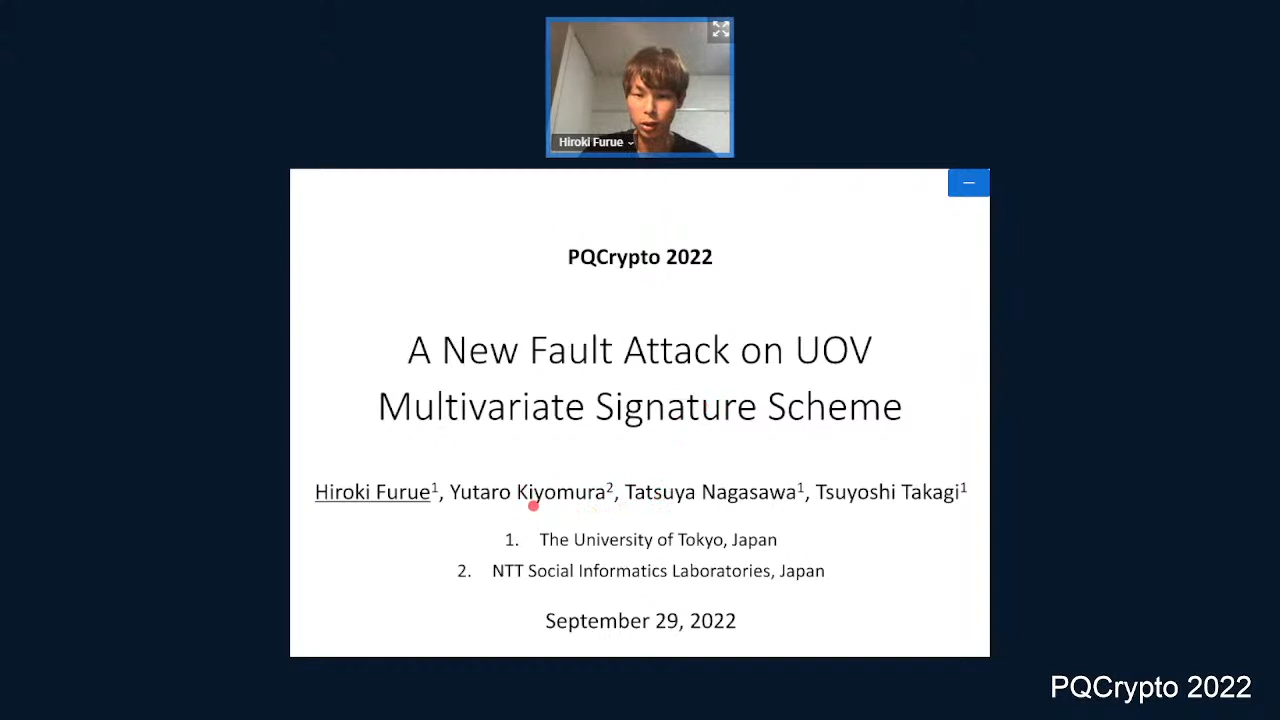 Hiroki Furue
PQCrypto 2022
A New Fault Attack on UOV
Multivariate Signature Scheme
Hiroki Furue¹, Yutaro Kiyomura², Tatsuya Nagasawa¹, Tsuyoshi Takagi¹
1. The University of Tokyo, Japan
2. NTT Social Informatics Laboratories, Japan
September 29, 2022
PQCrypto 2022